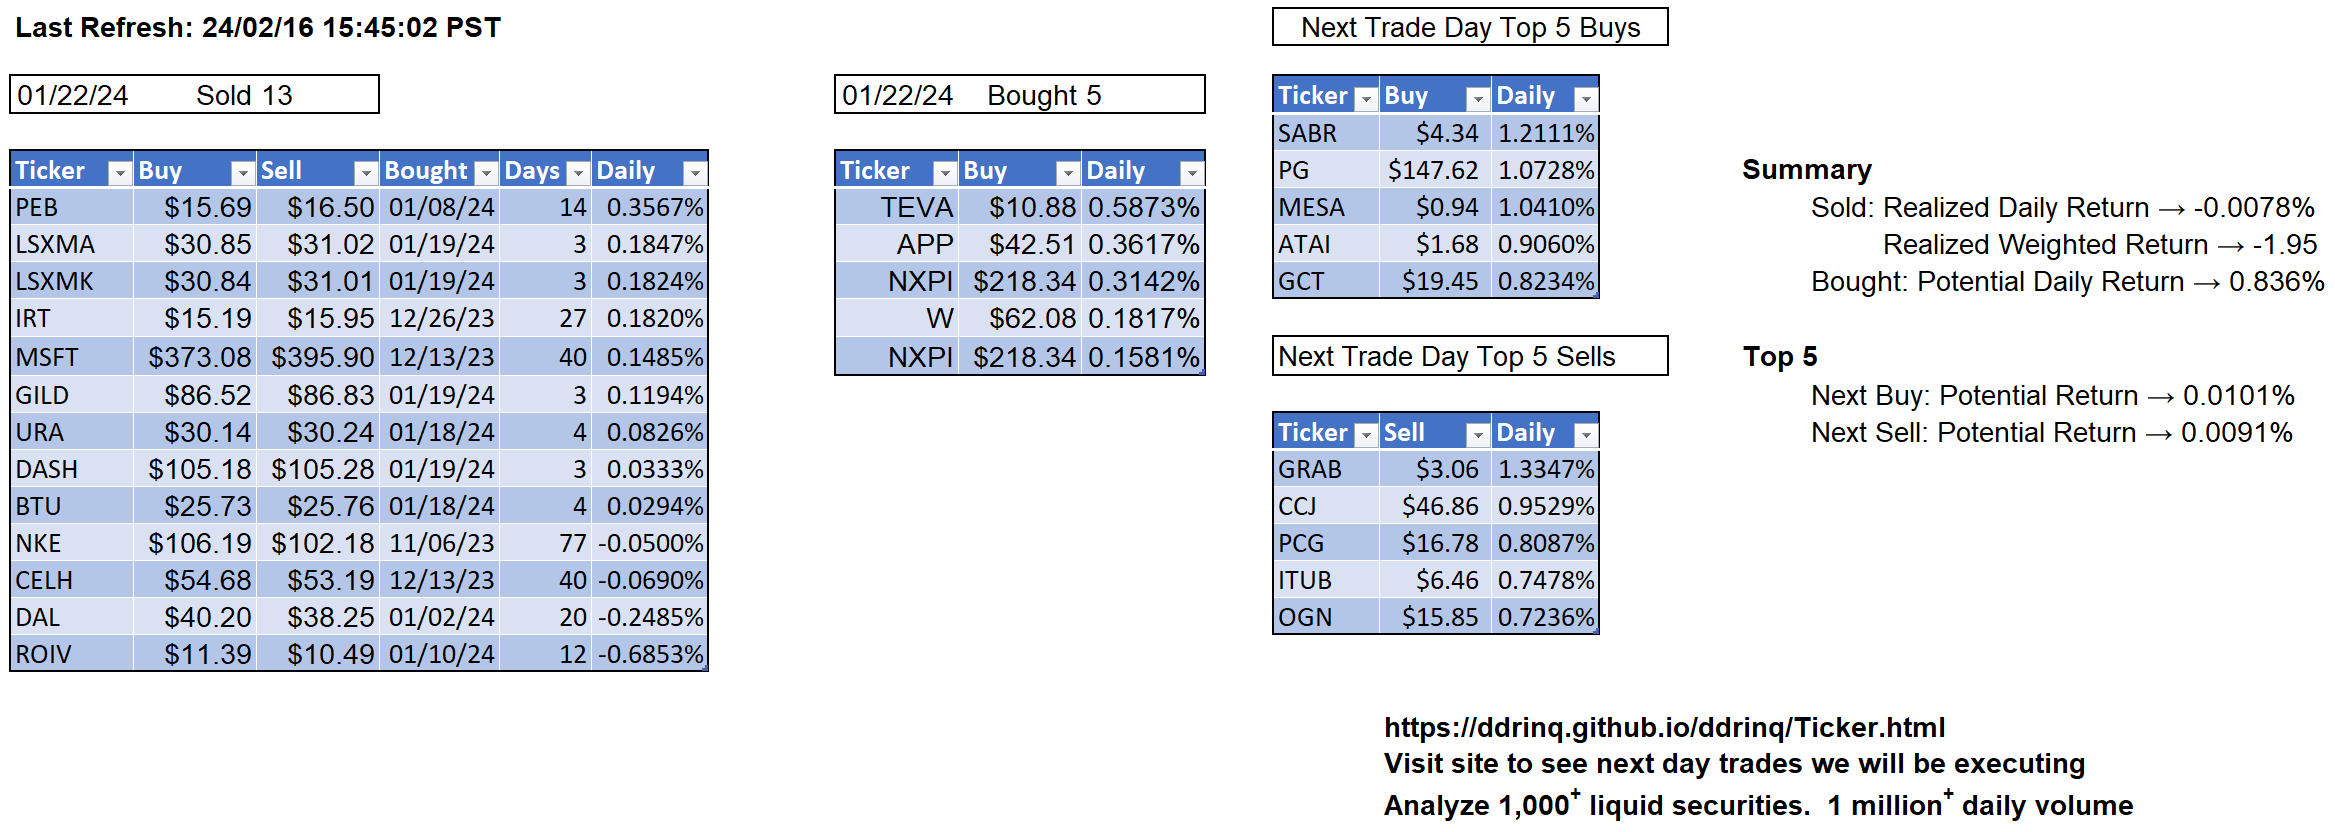 Last Refresh: 24/02/16 15:45:02 PST
01/22/24 Sold 13
Ticker Buy Sell Bought Days Daily
PEB $15.69 $16.50 01/08/24 14 0.3567%
LSXMA $30.85 $31.02 01/19/24 3 0.1847%
LSXMK $30.84 $31.01 01/19/24 3 0.1824%
IRT $15.19 $15.95 12/26/23 27 0.1820%
MSFT $373.08 $395.90 12/13/23 40 0.1485%
GILD $86.52 $86.83 01/19/24 3 0.1194%
URA $30.14 $30.24 01/18/24 4 0.0826%
DASH $105.18 $105.28 01/19/24 3 0.0333%
BTU $25.73 $25.76 01/18/24 4 0.0294%
NKE $106.19 $102.18 11/06/23 77 -0.0500%
CELH $54.68 $53.19 12/13/23 40 -0.0690%
DAL $40.20 $38.25 01/02/24 20 -0.2485%
ROIV $11.39 $10.49 01/10/24 12 -0.6853%
01/22/24 Bought 5
Ticker Buy Daily
TEVA $10.88 0.5873%
APP $42.51 0.3617%
NXPI $218.34 0.3142%
W $62.08 0.1817%
NXPI $218.34 0.1581%
Next Trade Day Top 5 Buys
Ticker Buy Daily
SABR $4.34 1.2111%
PG $147.62 1.0728%
MESA $0.94 1.0410%
ATAI $1.68 0.9060%
GCT $19.45 0.8234%
Next Trade Day Top 5 Sells
Ticker Sell Daily
GRAB $3.06 1.3347%
CCJ $46.86 0.9529%
PCG $16.78 0.8087%
ITUB $6.46 0.7478%
OGN $15.85 0.7236%
Summary
Sold: Realized Daily Return → -0.0078%
Realized Weighted Return → -1.95
Bought: Potential Daily Return → 0.836%
Top 5
Next Buy: Potential Return → 0.0101%
Next Sell: Potential Return → 0.0091%
https://ddrinq.github.io/ddrinq/Ticker.html
Visit site to see next day trades we will be executing
Analyze 1,000+ liquid securities. 1 million+ daily volume